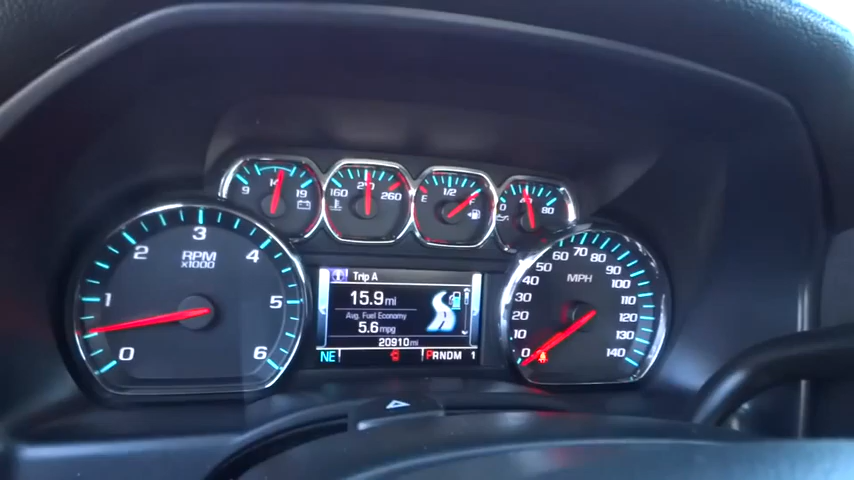 9 14 19
160 210 260
E 1/2 F
0 40 80
0 1 2 3 4 5 6
RPM
x1000
Trip A
15.9 mi
Avg. Fuel Economy
5.6 mpg
20910 mi
NE PRNDM 1
MPH
0 10 20 30 40 50 60 70 80 90 100 110 120 130 140